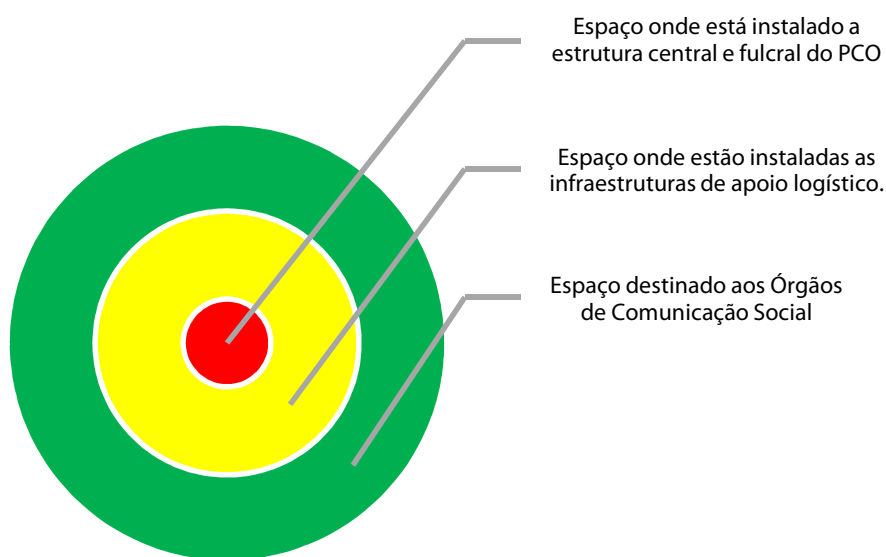 Espaço onde está instalado a
estrutura central e fulcral do PCO
Espaço onde estão instaladas as
infraestruturas de apoio logístico.
Espaço destinado aos Órgãos
de Comunicação Social